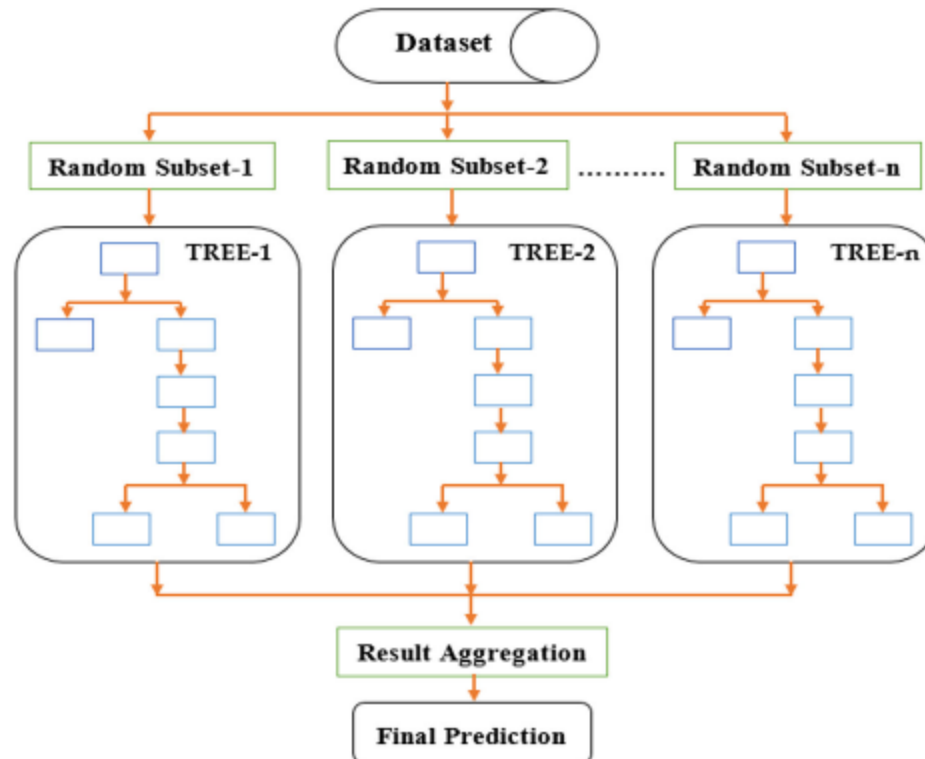 Dataset
Random Subset-1
Random Subset-2
..........
Random Subset-n
TREE-1
TREE-2
TREE-n
Result Aggregation
Final Prediction